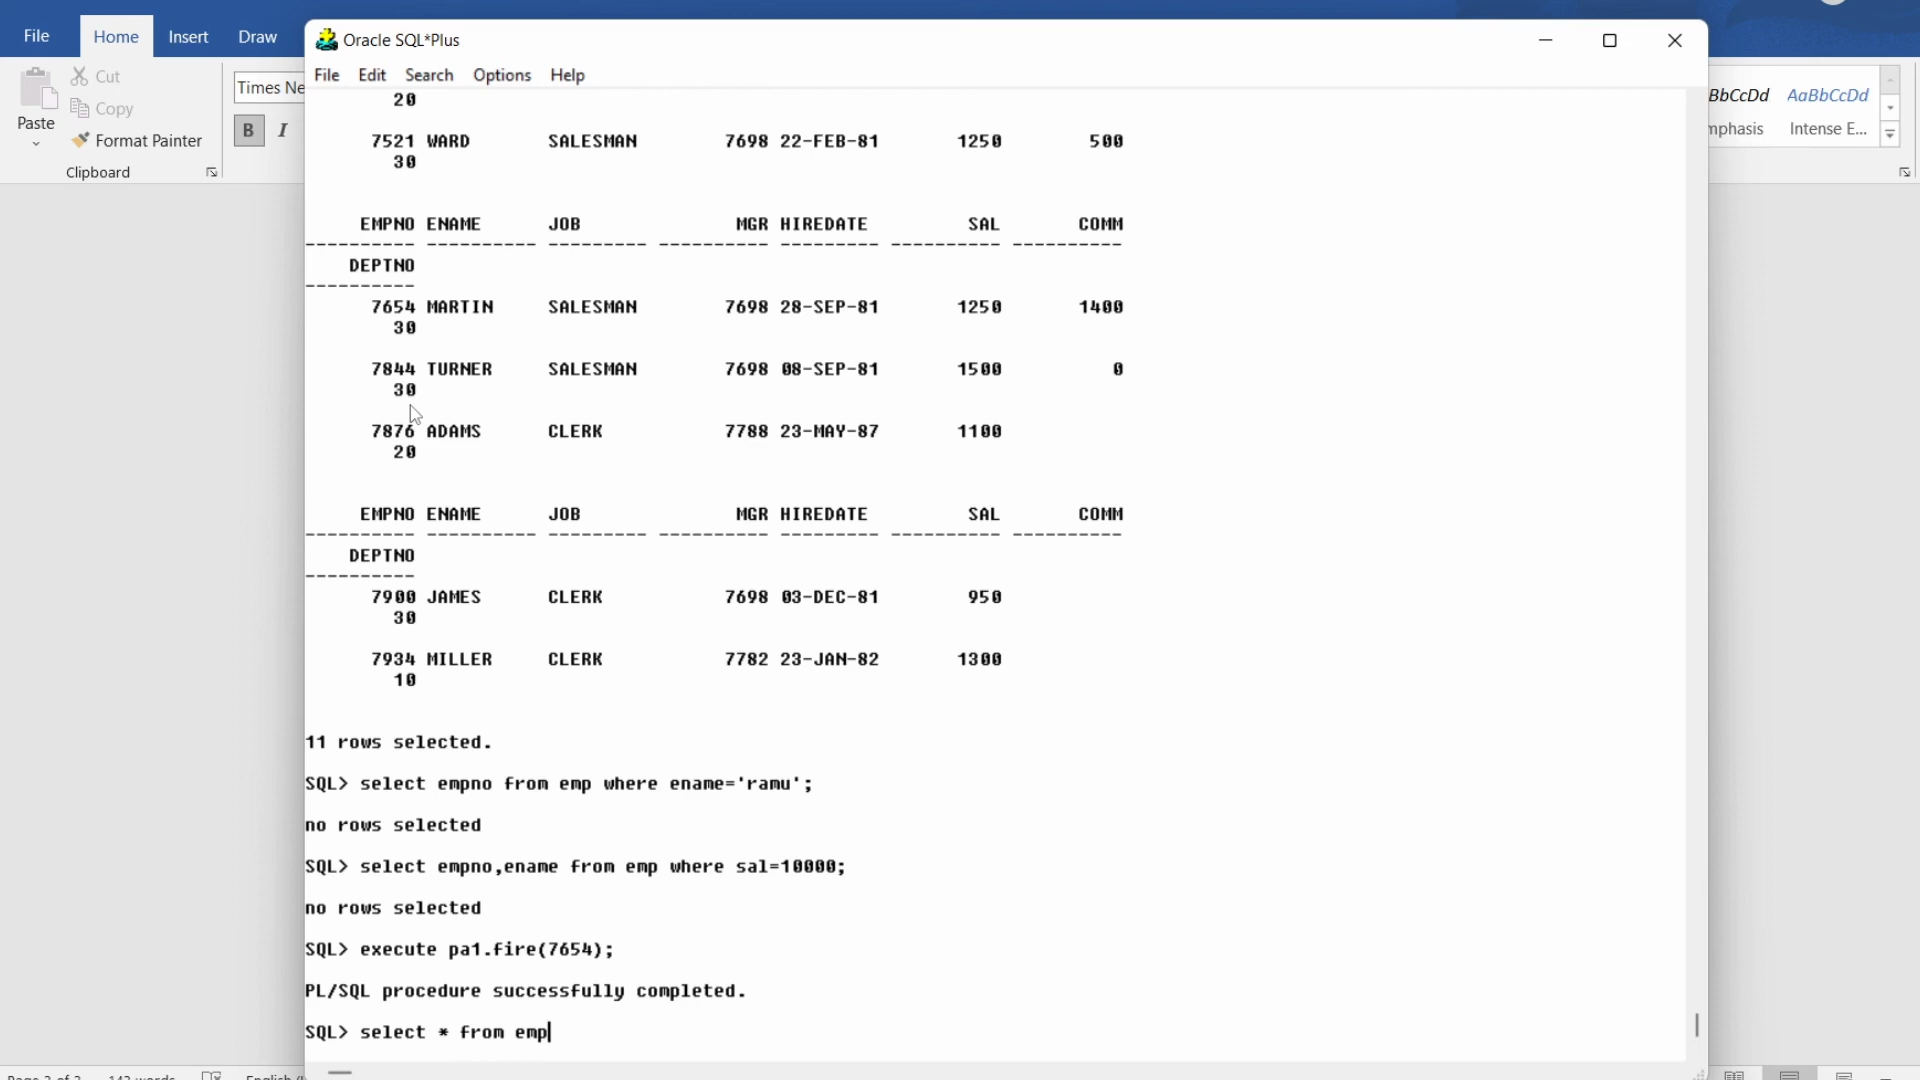 File Home Insert Draw
Oracle SQL*Plus
File Edit Search Options Help
Cut
Copy
Format Painter
Paste
Clipboard
Times Ne
B I
BbCcDd AaBbCcDd
mphasis Intense E...
20
7521 WARD SALESMAN 7698 22-FEB-81 1250 500
30
EMPNO ENAME JOB MGR HIREDATE SAL COMM
---------- ---------- --------- ---------- --------- ---------- ----------
DEPTNO
----------
7654 MARTIN SALESMAN 7698 28-SEP-81 1250 1400
30
7844 TURNER SALESMAN 7698 08-SEP-81 1500 0
30
7876 ADAMS CLERK 7788 23-MAY-87 1100
20
EMPNO ENAME JOB MGR HIREDATE SAL COMM
---------- ---------- --------- ---------- --------- ---------- ----------
DEPTNO
----------
7900 JAMES CLERK 7698 03-DEC-81 950
30
7934 MILLER CLERK 7782 23-JAN-82 1300
10
11 rows selected.
SQL> select empno from emp where ename='ramu';
no rows selected
SQL> select empno,ename from emp where sal=10000;
no rows selected
SQL> execute pa1.fire(7654);
PL/SQL procedure successfully completed.
SQL> select * from emp